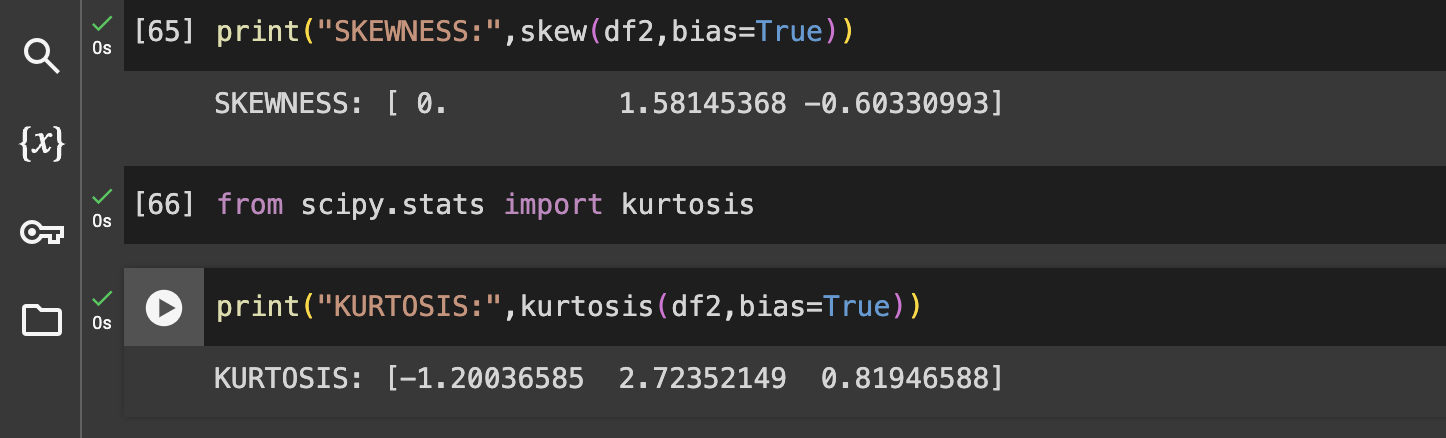 [65] print("SKEWNESS:",skew(df2,bias=True))
0s
SKEWNESS: [ 0.          1.58145368 -0.60330993]
{x}
[66] from scipy.stats import kurtosis
0s
print("KURTOSIS:",kurtosis(df2,bias=True))
0s
KURTOSIS: [-1.20036585  2.72352149  0.81946588]